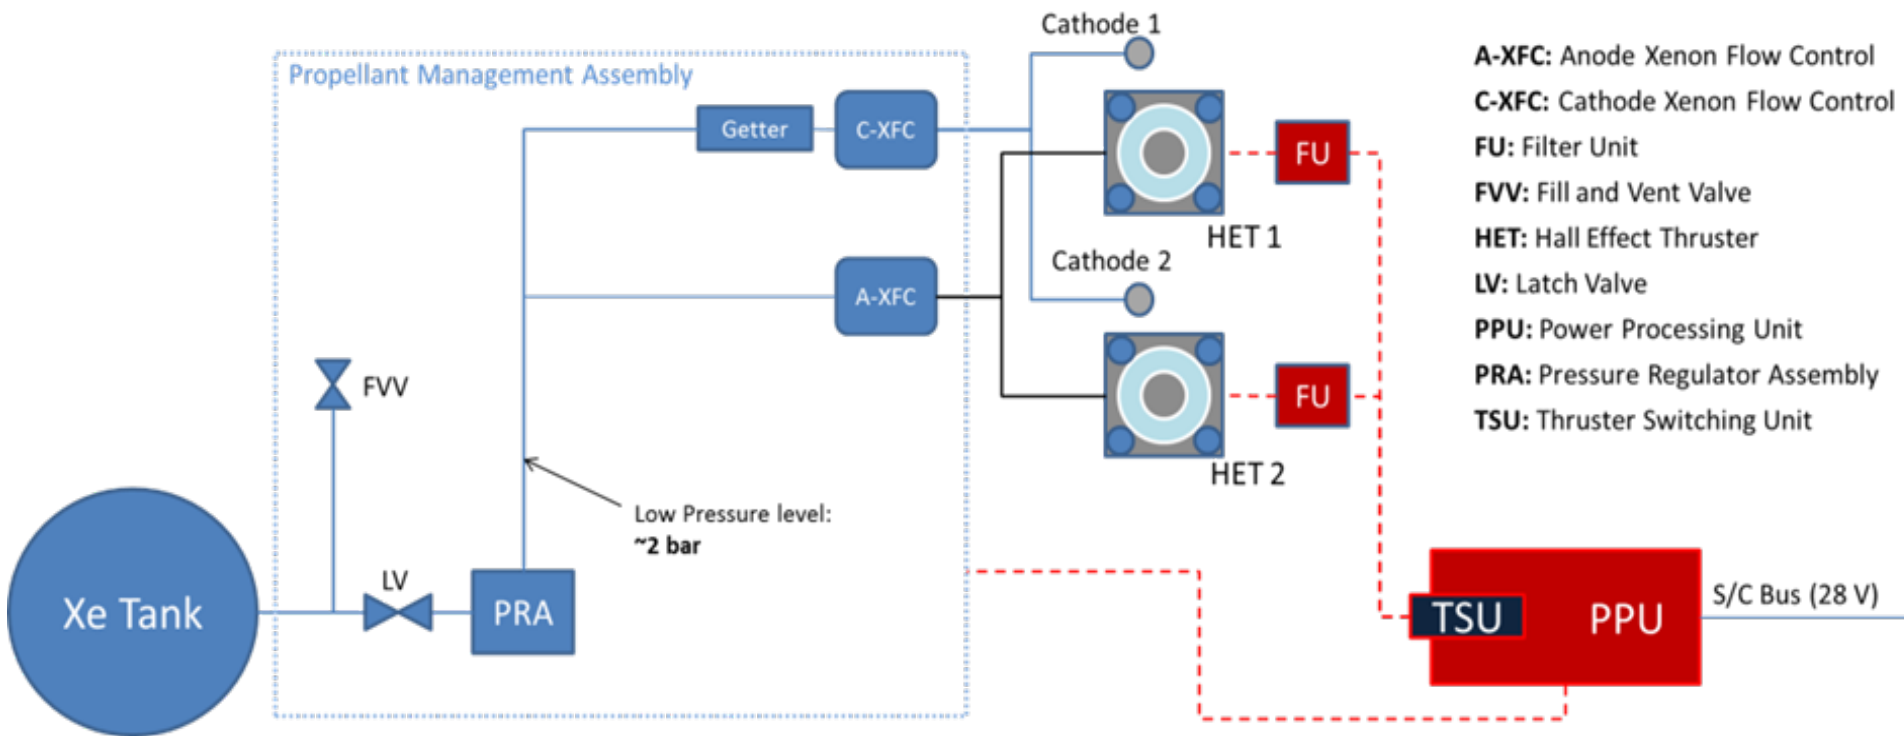 Propellant Management Assembly
Getter
C-XFC
A-XFC
FVV
LV
Xe Tank
PRA
Low Pressure level:
~2 bar
Cathode 1
HET 1
FU
Cathode 2
HET 2
FU
TSU
PPU
S/C Bus (28 V)
A-XFC: Anode Xenon Flow Control
C-XFC: Cathode Xenon Flow Control
FU: Filter Unit
FVV: Fill and Vent Valve
HET: Hall Effect Thruster
LV: Latch Valve
PPU: Power Processing Unit
PRA: Pressure Regulator Assembly
TSU: Thruster Switching Unit